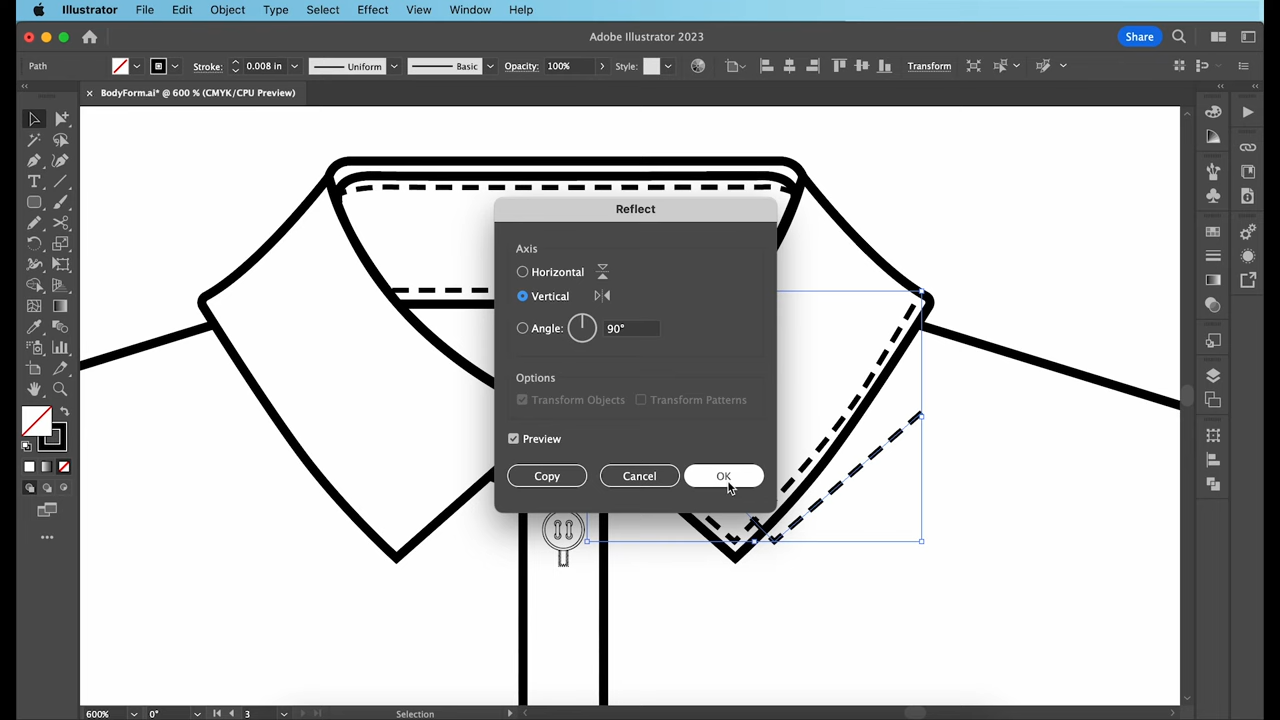 Illustrator File Edit Object Type Select Effect View Window Help
Adobe Illustrator 2023
Share
Path
Stroke:
0.008 in
Uniform
Basic
Opacity:
100%
Style:
Transform
BodyForm.ai* @ 600 % (CMYK/CPU Preview)
Reflect
Axis
Horizontal
Vertical
Angle:
90°
Options
Transform Objects
Transform Patterns
Preview
Copy
Cancel
OK
600%
0°
3
Selection